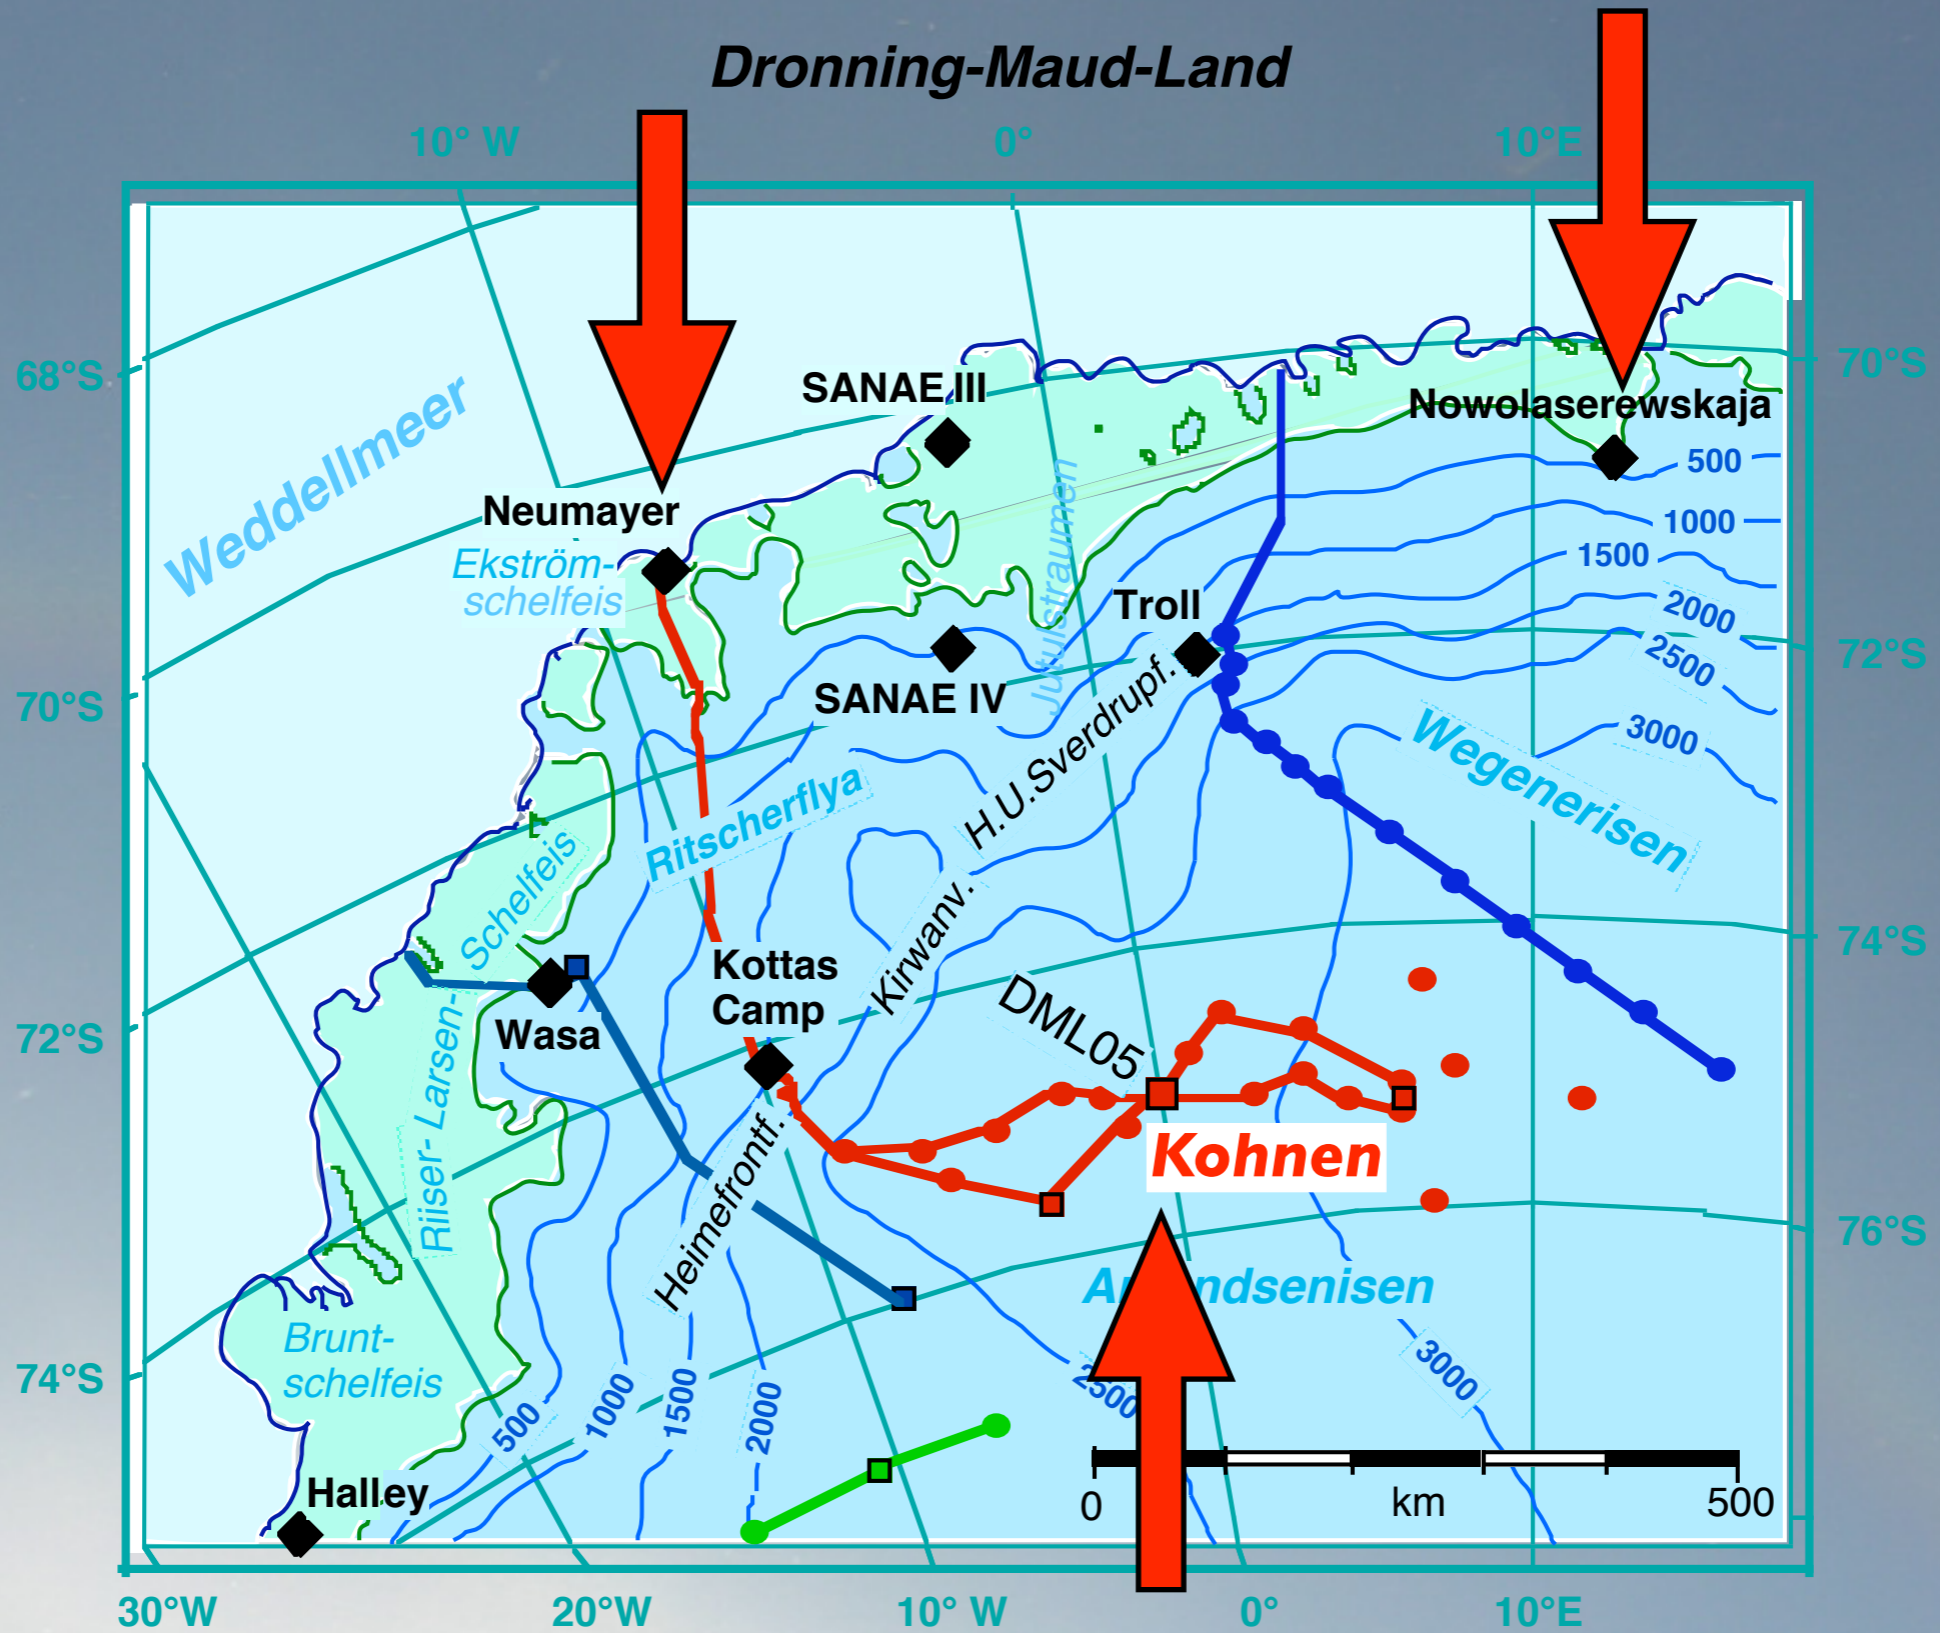 Dronning-Maud-Land
10° W
0°
10°E
68°S
70°S
72°S
74°S
70°S
72°S
74°S
76°S
30°W
20°W
10° W
0°
10°E
Weddellmeer
SANAE III
Nowolaserewskaja
500
1000
1500
2000
2500
3000
Neumayer
Ekström-
schelfeis
Jutulstraumen
Troll
SANAE IV
H.U.Sverdrupf.
Wegenerisen
Ritscherflya
Schelfeis
Kirwanv.
Kottas
Camp
DML05
Wasa
Riiser- Larsen-
Heimefrontf.
Kohnen
Brunt-
schelfeis
500
1000
1500
2000
2500
3000
Halley
0
km
500